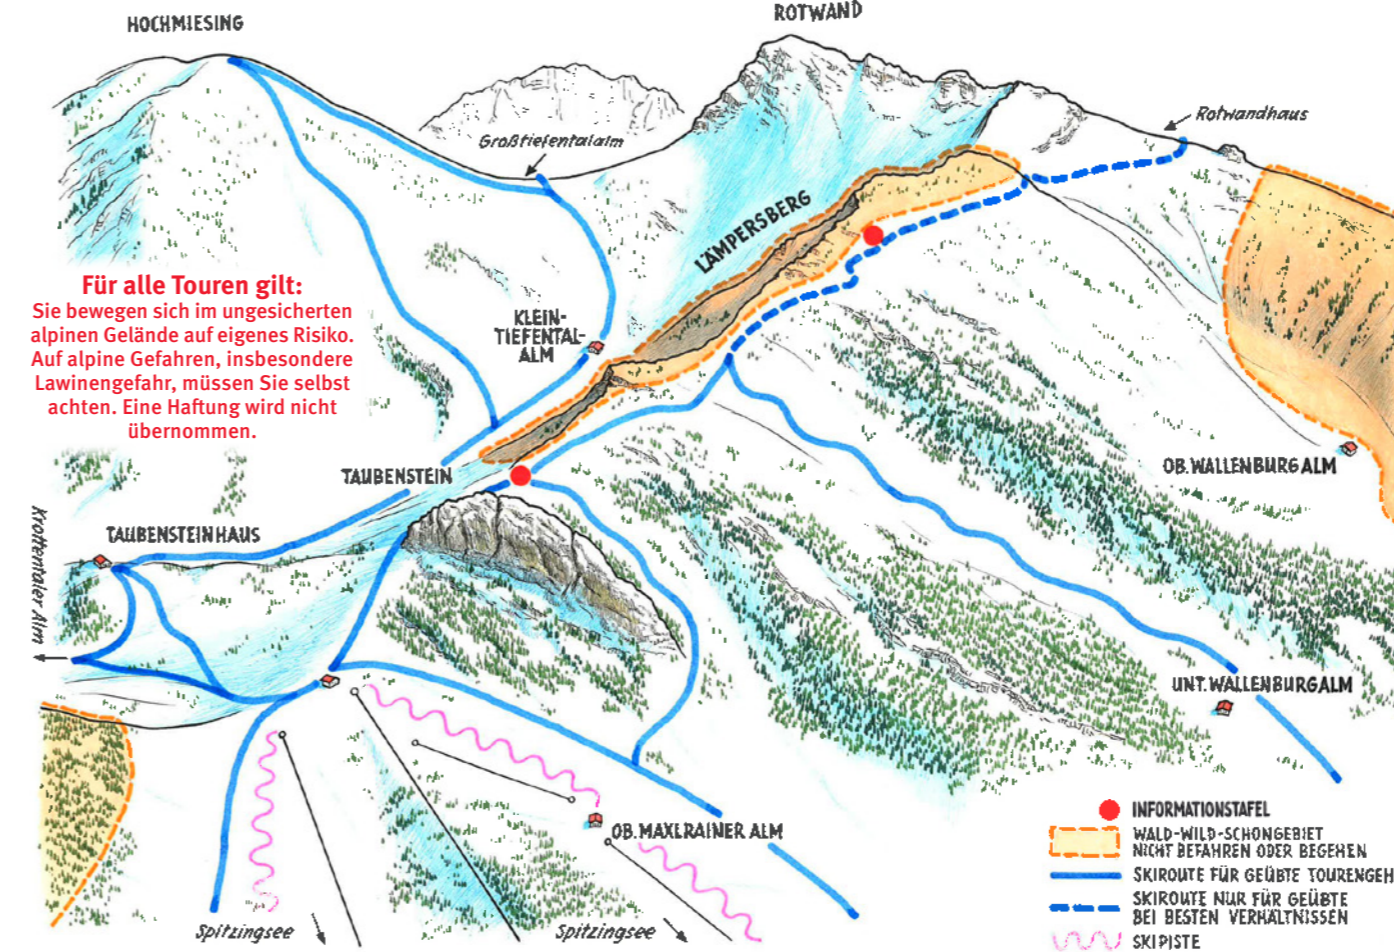 HOCHMIESING
ROTWAND
Großtiefentalalm
Rotwandhaus
LÄMPERSBERG
Für alle Touren gilt:
Sie bewegen sich im ungesicherten
alpinen Gelände auf eigenes Risiko.
Auf alpine Gefahren, insbesondere
Lawinengefahr, müssen Sie selbst
achten. Eine Haftung wird nicht
übernommen.
KLEIN-
TIEFENTAL-
ALM
TAUBENSTEIN
OB. WALLENBURGALM
Krottentaler Alm
TAUBENSTEINHAUS
UNT. WALLENBURGALM
OB. MAXLRAINER ALM
Spitzingsee
Spitzingsee
INFORMATIONSTAFEL
WALD-WILD-SCHONGEBIET
NICHT BEFAHREN ODER BEGEHEN
SKIROUTE FÜR GEÜBTE TOURENGEH
SKIROUTE NUR FÜR GEÜBTE
BEI BESTEN VERHÄLTNISSEN
SKIPISTE